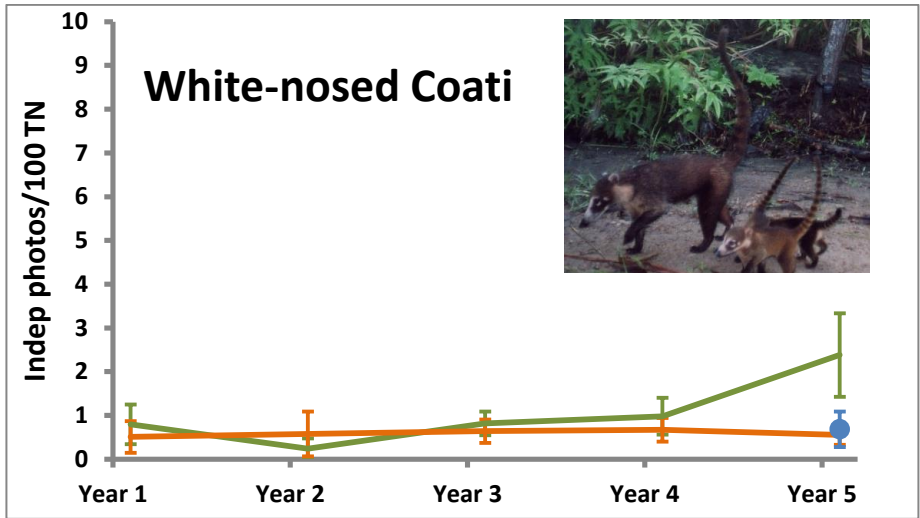 White-nosed Coati
Indep photos/100 TN
10
9
8
7
6
5
4
3
2
1
0
Year 1
Year 2
Year 3
Year 4
Year 5